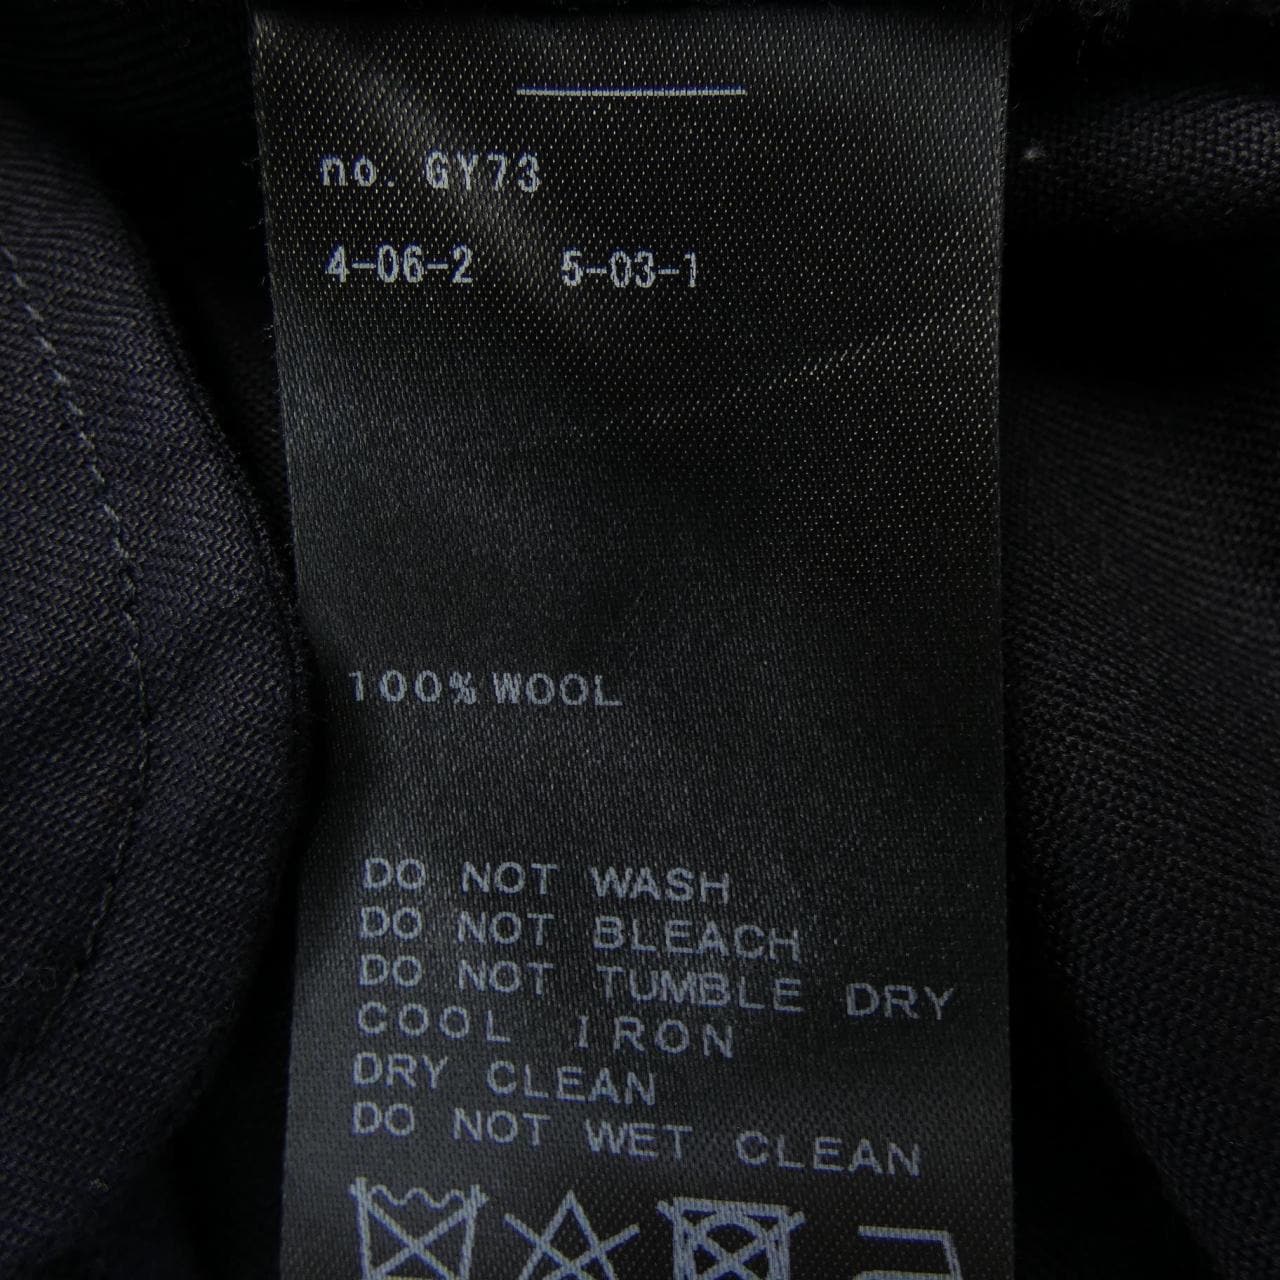 no. GY73
4-06-2 5-03-1
100% WOOL
DO NOT WASH
DO NOT BLEACH
DO NOT TUMBLE DRY
COOL IRON
DRY CLEAN
DO NOT WET CLEAN